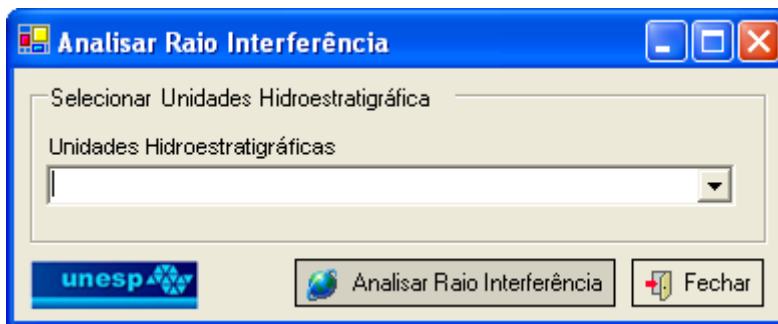 Analisar Raio Interferência
Selecionar Unidades Hidroestratigráfica
Unidades Hidroestratigráficas
unesp
Analisar Raio Interferência
Fechar